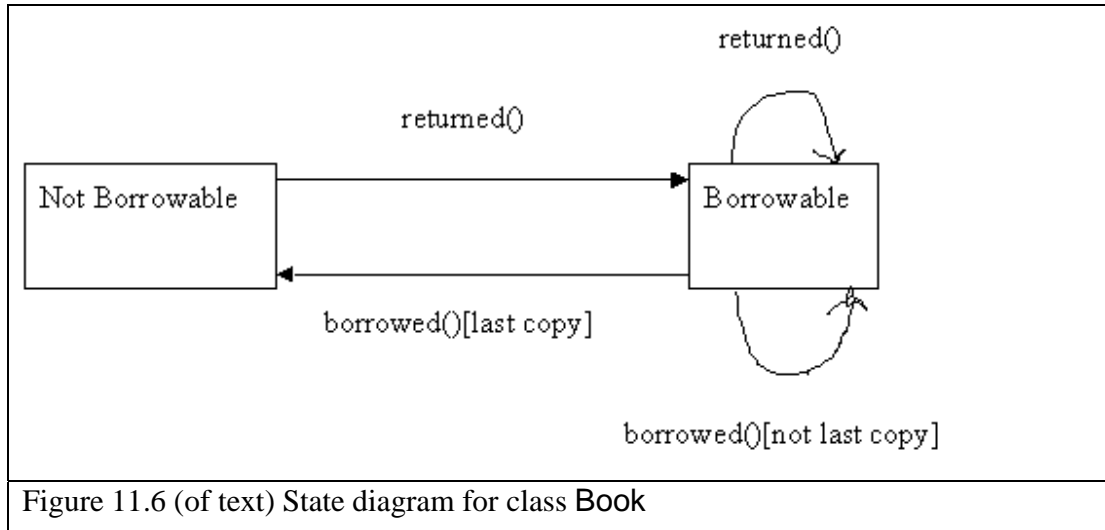 returned()
returned()
Not Borrowable
Borrowable
borrowed()[last copy]
borrowed()[not last copy]
Figure 11.6 (of text) State diagram for class Book